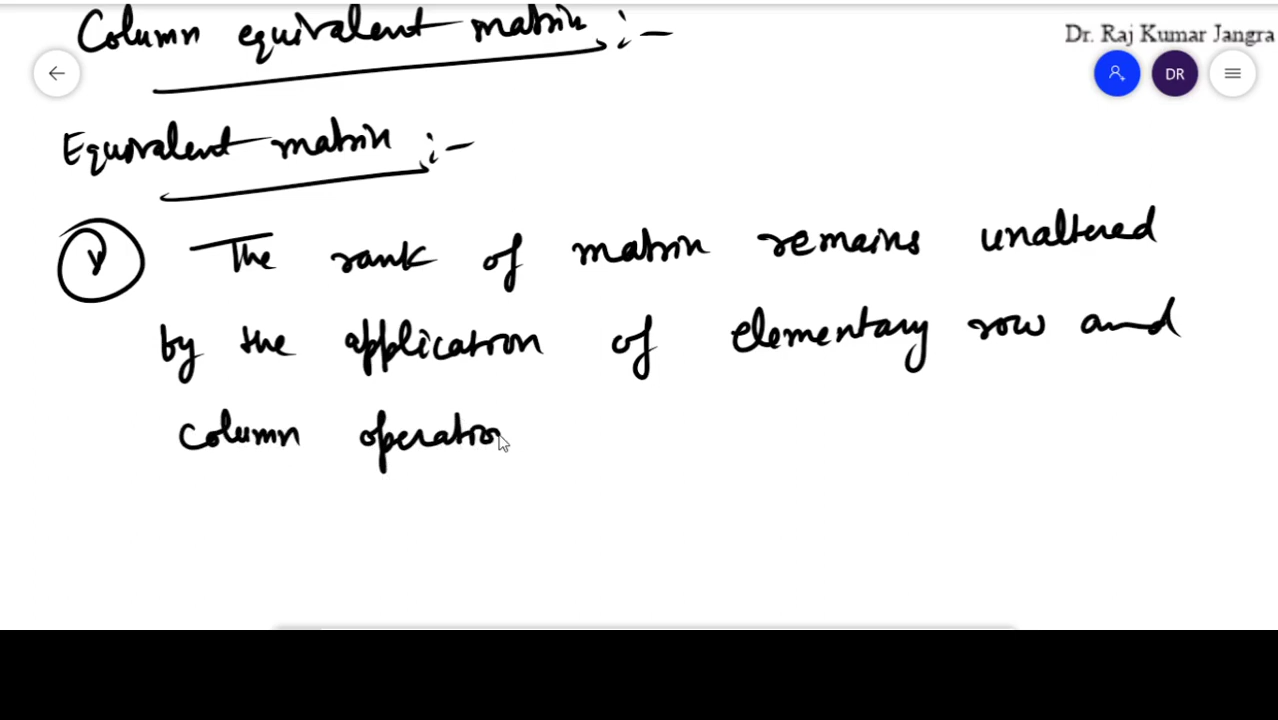 Column equivalent matrix :-
Dr. Raj Kumar Jangra
DR
Equivalent matrix :-
V The rank of matrix remains unaltered
by the application of elementary row and
column operatio